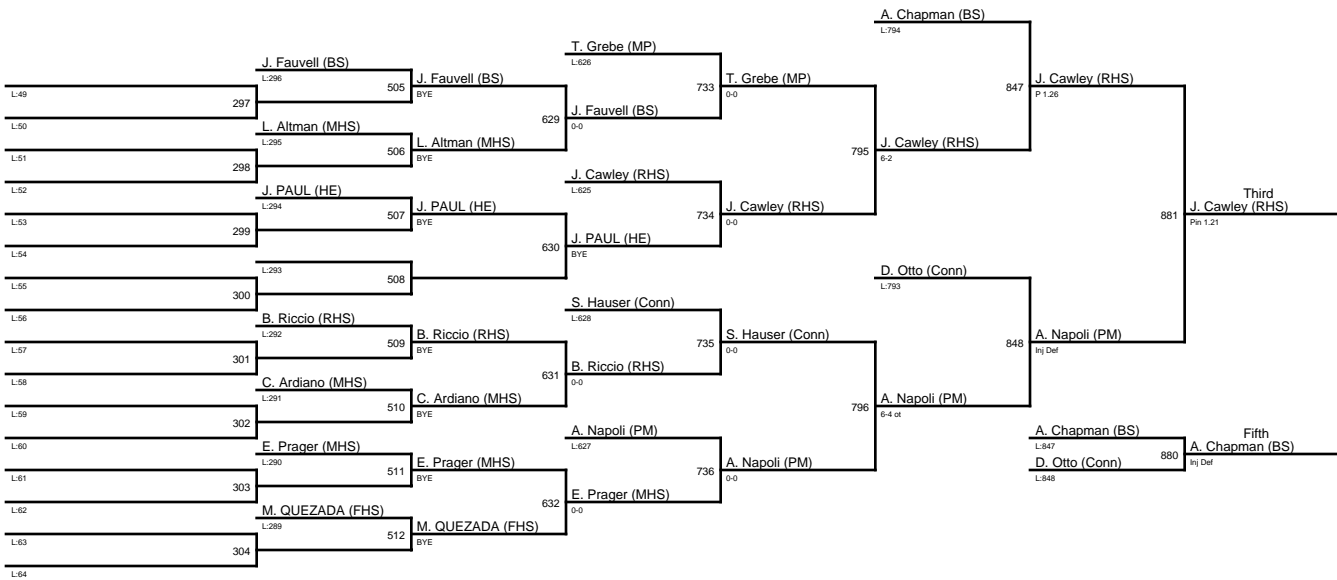 A. Chapman (BS)
L:794
T. Grebe (MP)
L:626
J. Fauvell (BS)
L:296
505
J. Fauvell (BS)
BYE
733
T. Grebe (MP)
0-0
847
J. Cawley (RHS)
P 1.26
L:49
297
L:50
629
J. Fauvell (BS)
0-0
L. Altman (MHS)
L:295
506
L. Altman (MHS)
BYE
795
J. Cawley (RHS)
6-2
L:51
298
L:52
J. Cawley (RHS)
L:625
J. PAUL (HE)
L:294
507
J. PAUL (HE)
BYE
734
J. Cawley (RHS)
0-0
881
Third
J. Cawley (RHS)
Pin 1.21
L:53
299
L:54
630
J. PAUL (HE)
BYE
L:293
508
D. Otto (Conn)
L:793
L:55
300
L:56
S. Hauser (Conn)
L:628
B. Riccio (RHS)
L:292
509
B. Riccio (RHS)
BYE
735
S. Hauser (Conn)
0-0
848
A. Napoli (PM)
Inj Def
L:57
301
L:58
631
B. Riccio (RHS)
0-0
C. Ardiano (MHS)
L:291
510
C. Ardiano (MHS)
BYE
796
A. Napoli (PM)
6-4 ot
L:59
302
L:60
A. Napoli (PM)
L:627
A. Chapman (BS)
L:847
880
Fifth
A. Chapman (BS)
Inj Def
D. Otto (Conn)
L:848
E. Prager (MHS)
L:290
511
E. Prager (MHS)
BYE
736
A. Napoli (PM)
0-0
L:61
303
L:62
632
E. Prager (MHS)
0-0
M. QUEZADA (FHS)
L:289
512
M. QUEZADA (FHS)
BYE
L:63
304
L:64